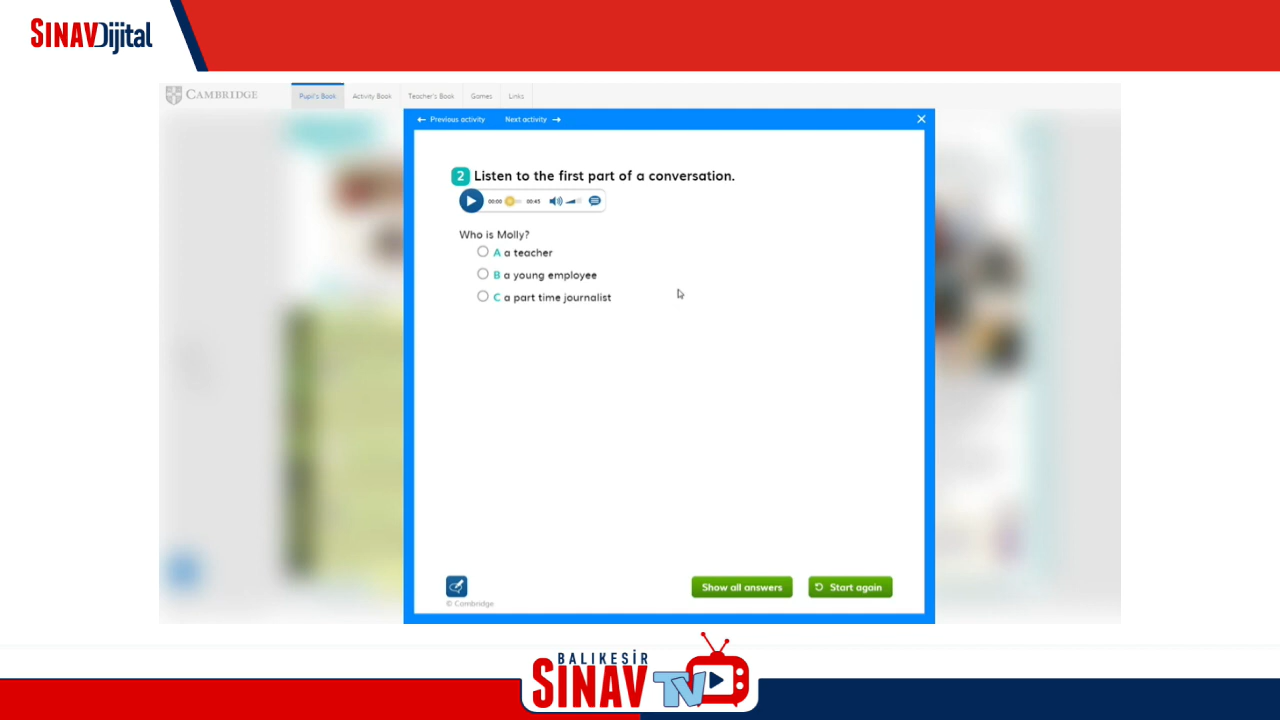 SINAVDijital
CAMBRIDGE
Pupil's Book Activity Book Teacher's Book Games Links
Previous activity Next activity
2 Listen to the first part of a conversation.
00:00 00:45
Who is Molly?
A a teacher
B a young employee
C a part time journalist
Show all answers Start again
© Cambridge
BALIKESİR
SINAV TV